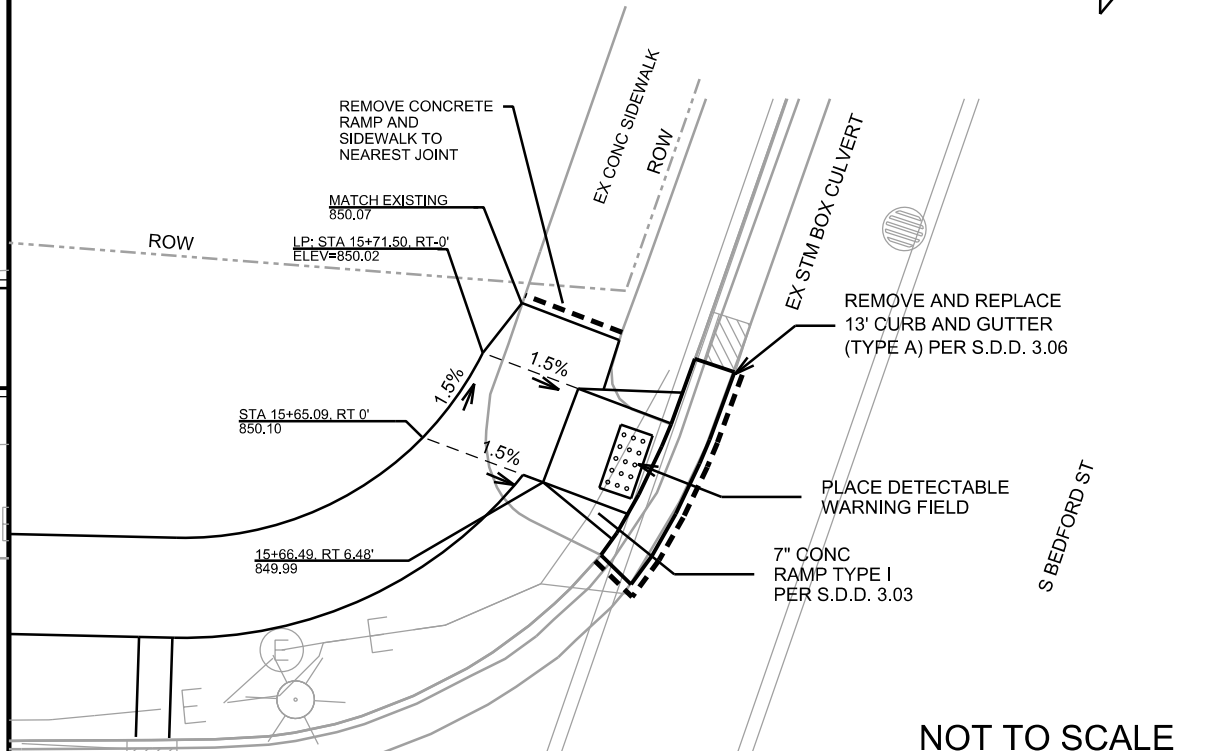 REMOVE CONCRETE
RAMP AND
SIDEWALK TO
NEAREST JOINT
EX CONC SIDEWALK
ROW
MATCH EXISTING
850.07
ROW
LP: STA 15+71.50, RT-0'
ELEV=850.02
EX STM BOX CULVERT
REMOVE AND REPLACE
13' CURB AND GUTTER
(TYPE A) PER S.D.D. 3.06
1.5%
1.5%
STA 15+65.09, RT 0'
850.10
1.5%
PLACE DETECTABLE
WARNING FIELD
S BEDFORD ST
15+66.49, RT 6.48'
849.99
7" CONC
RAMP TYPE I
PER S.D.D. 3.03
E
E
E
NOT TO SCALE